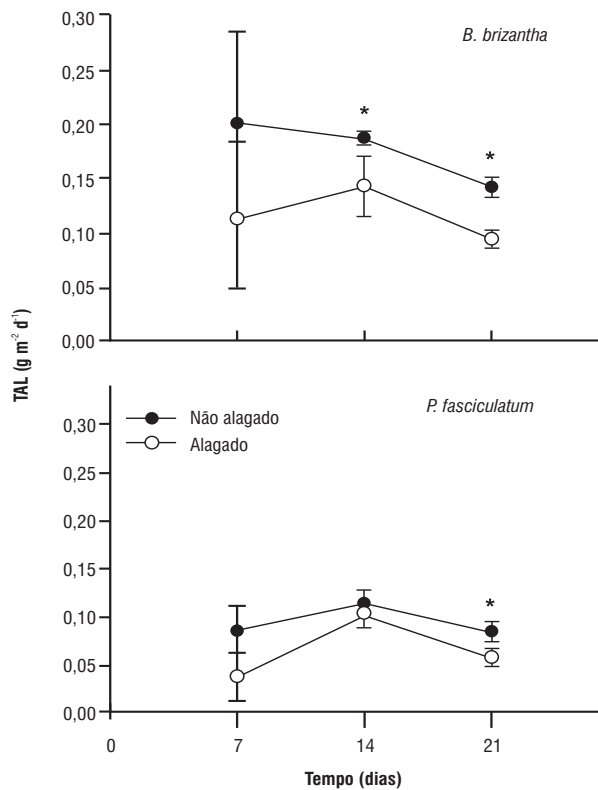 0,30
B. brizantha
0,25
*
0,20
*
0,15
0,10
0,05
0,00
TAL (g m⁻² d⁻¹)
P. fasciculatum
Não alagado
Alagado
0,30
0,25
0,20
0,15
*
0,10
0,05
0,00
0 7 14 21
Tempo (dias)